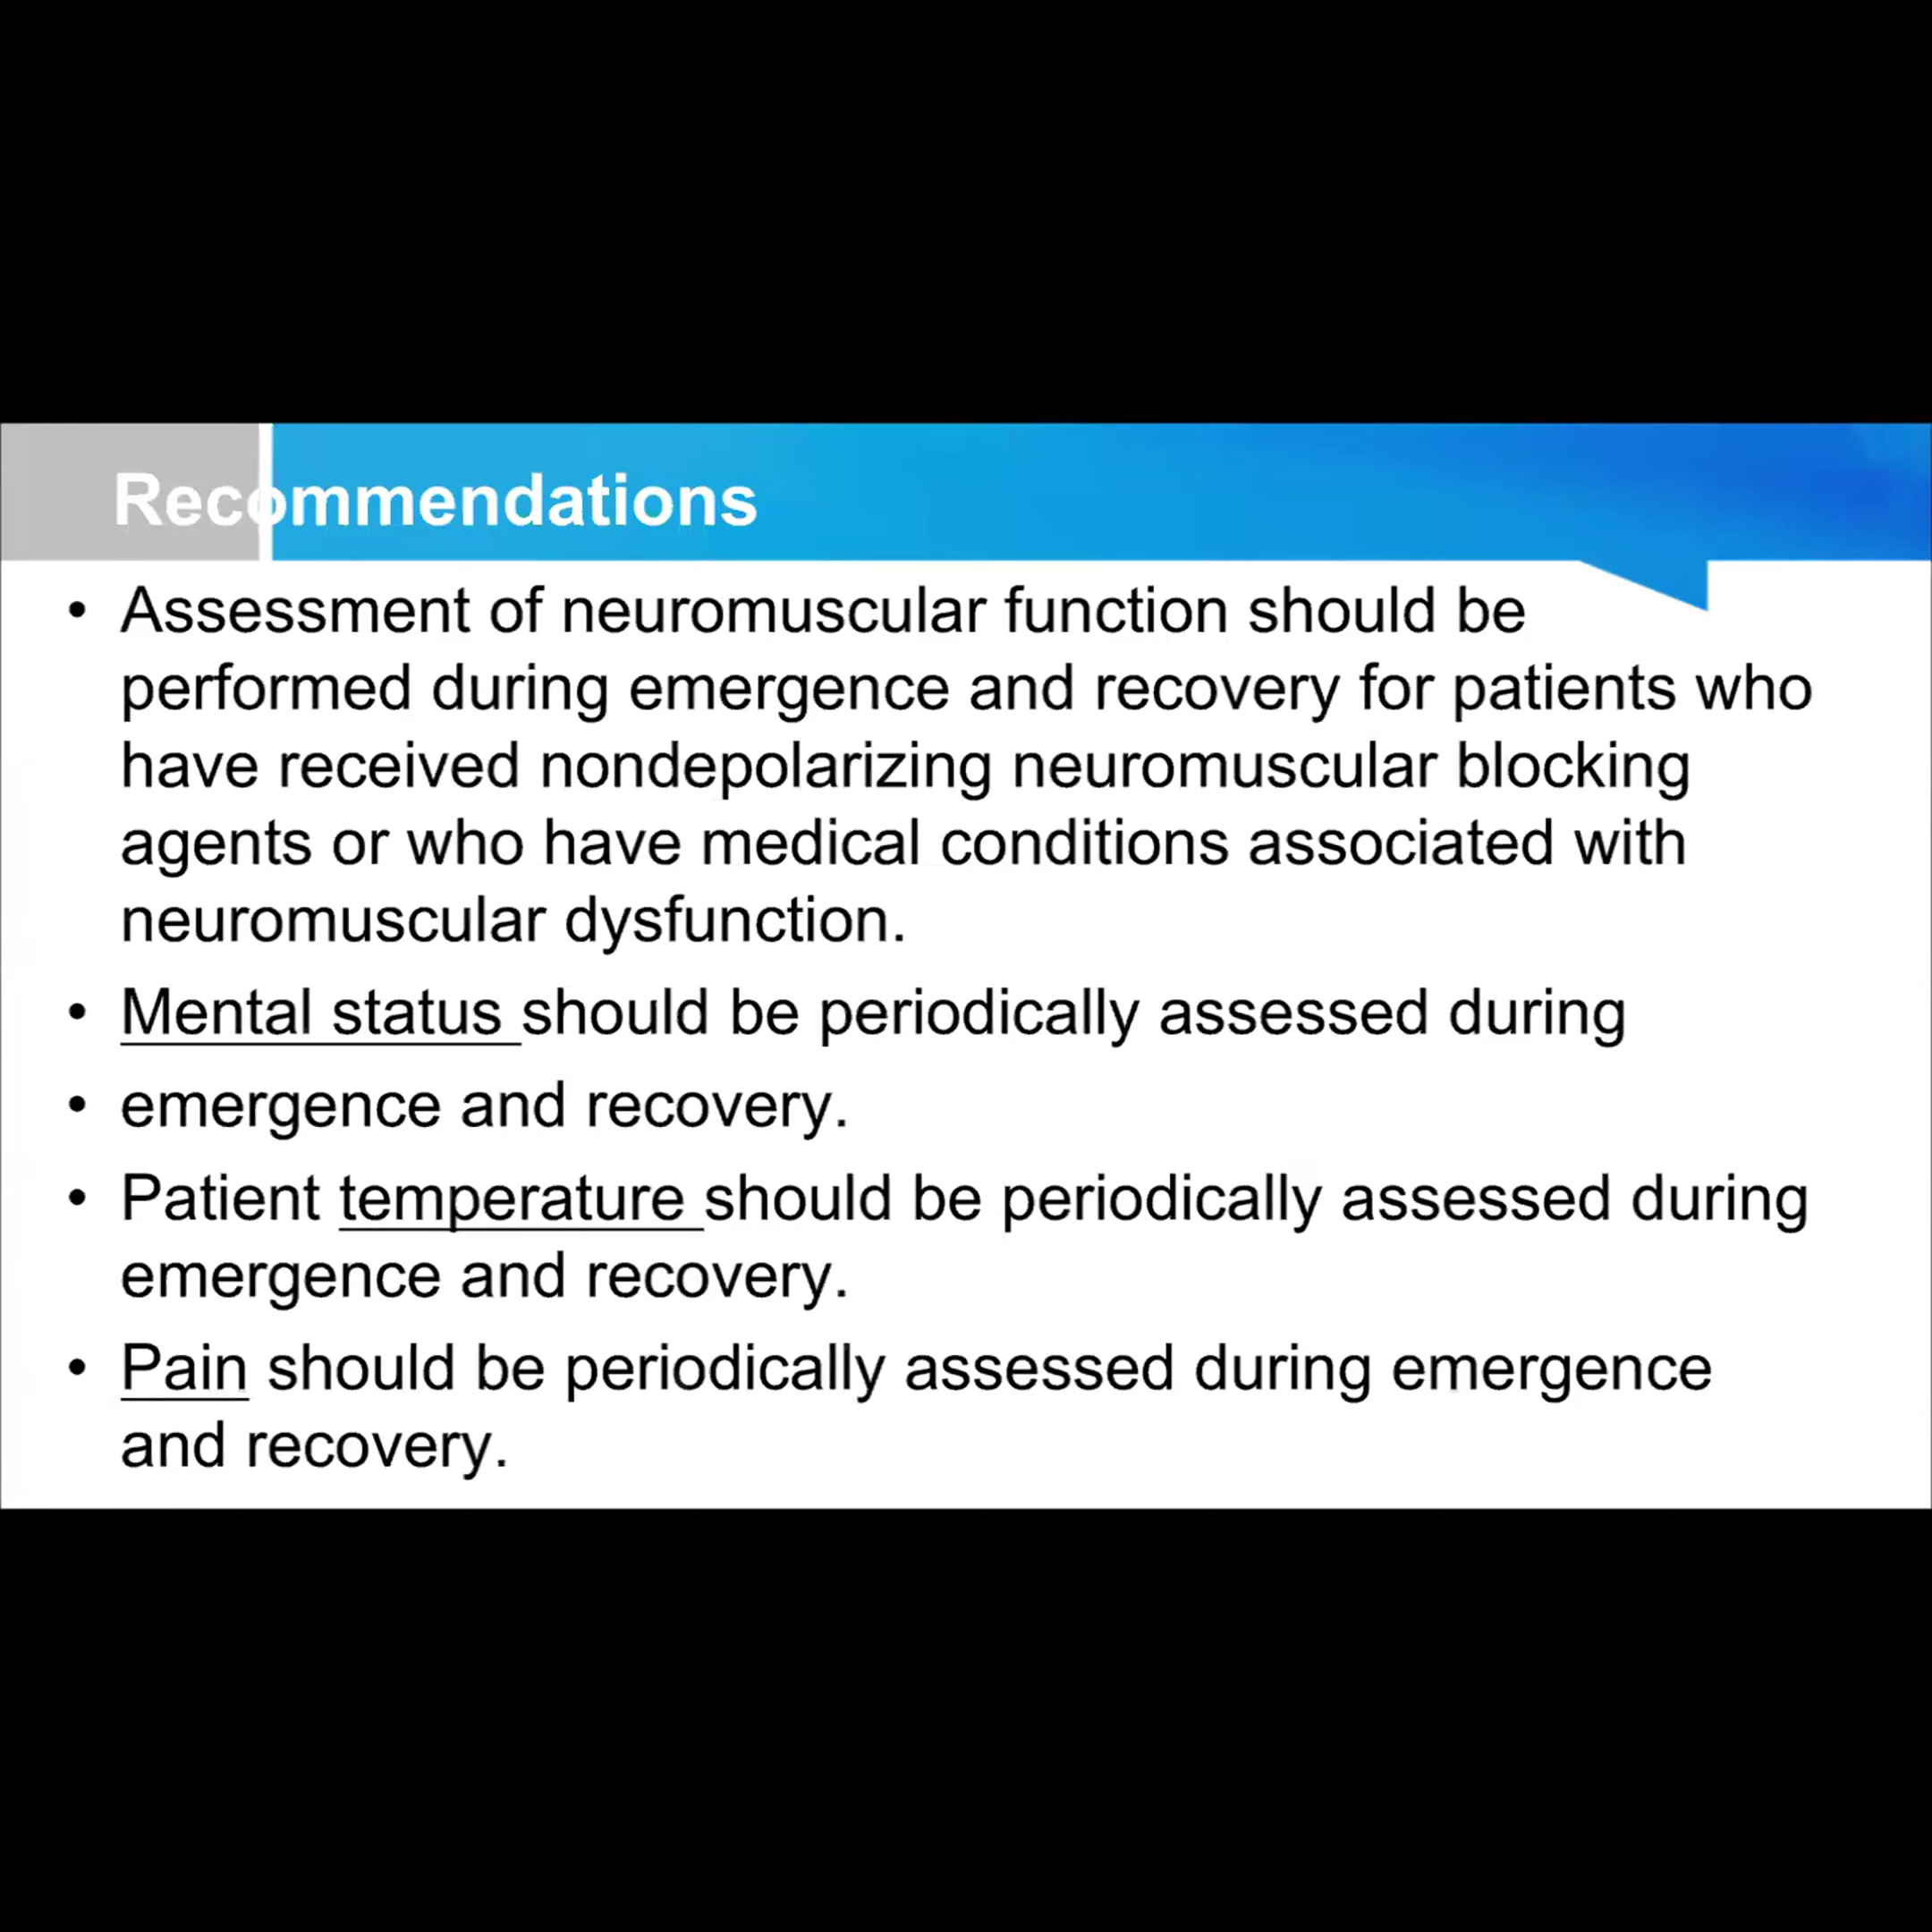 Recommendations
• Assessment of neuromuscular function should be
performed during emergence and recovery for patients who
have received nondepolarizing neuromuscular blocking
agents or who have medical conditions associated with
neuromuscular dysfunction.
• Mental status should be periodically assessed during
• emergence and recovery.
• Patient temperature should be periodically assessed during
emergence and recovery.
• Pain should be periodically assessed during emergence
and recovery.